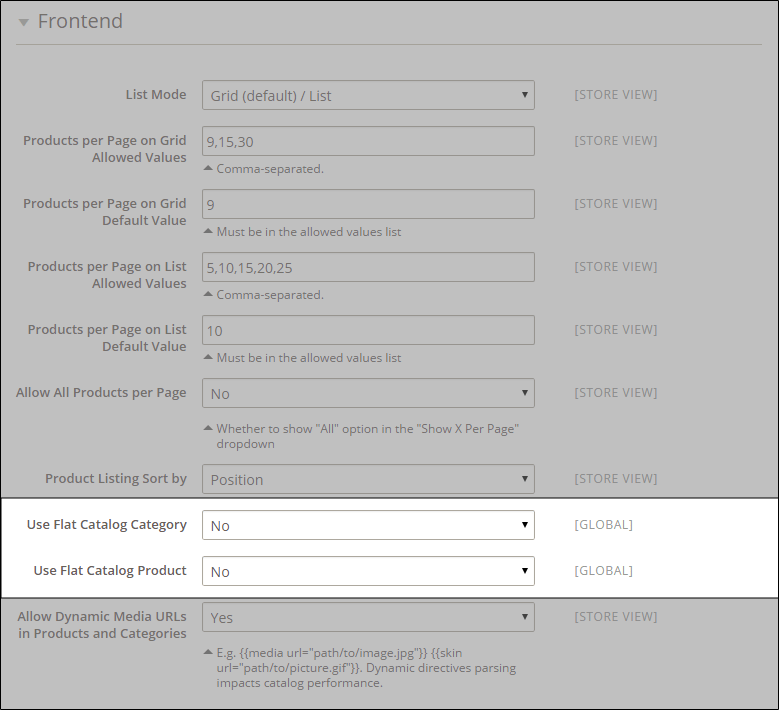 Frontend
List Mode
Grid (default) / List
[STORE VIEW]
Products per Page on Grid
Allowed Values
9,15,30
[STORE VIEW]
Comma-separated.
Products per Page on Grid
Default Value
9
[STORE VIEW]
Must be in the allowed values list
Products per Page on List
Allowed Values
5,10,15,20,25
[STORE VIEW]
Comma-separated.
Products per Page on List
Default Value
10
[STORE VIEW]
Must be in the allowed values list
Allow All Products per Page
No
[STORE VIEW]
Whether to show "All" option in the "Show X Per Page"
dropdown
Product Listing Sort by
Position
[STORE VIEW]
Use Flat Catalog Category
No
[GLOBAL]
Use Flat Catalog Product
No
[GLOBAL]
Allow Dynamic Media URLs
in Products and Categories
Yes
[STORE VIEW]
E.g. {{media url="path/to/image.jpg"}} {{skin
url="path/to/picture.gif"}}. Dynamic directives parsing
impacts catalog performance.